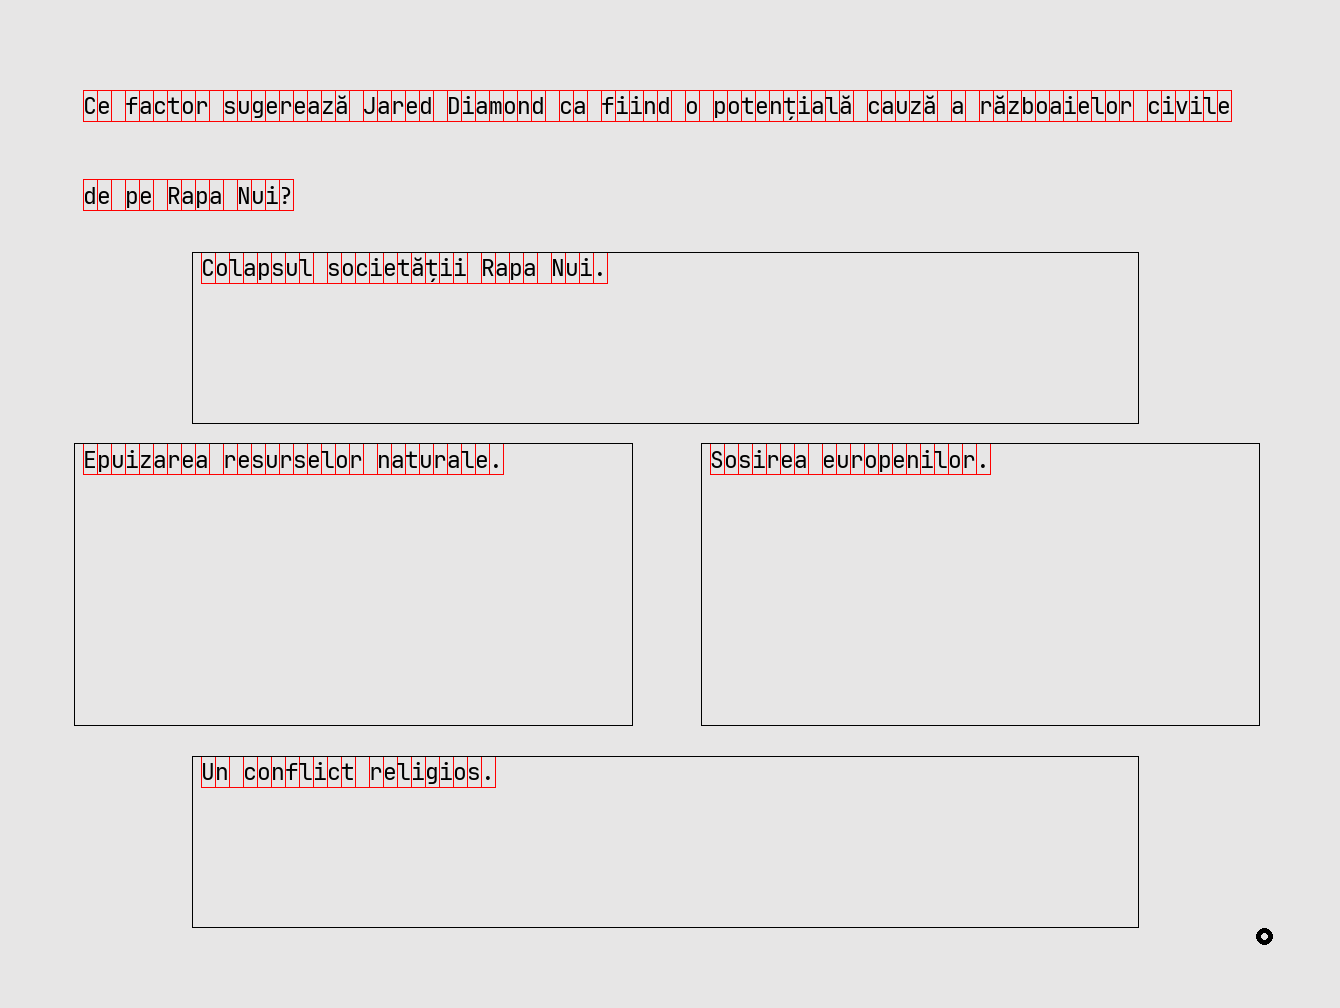 Ce factor sugerează Jared Diamond ca fiind o potențială cauză a războaielor civile
de pe Rapa Nui?
Colapsul societății Rapa Nui.
Epuizarea resurselor naturale.
Sosirea europenilor.
Un conflict religios.